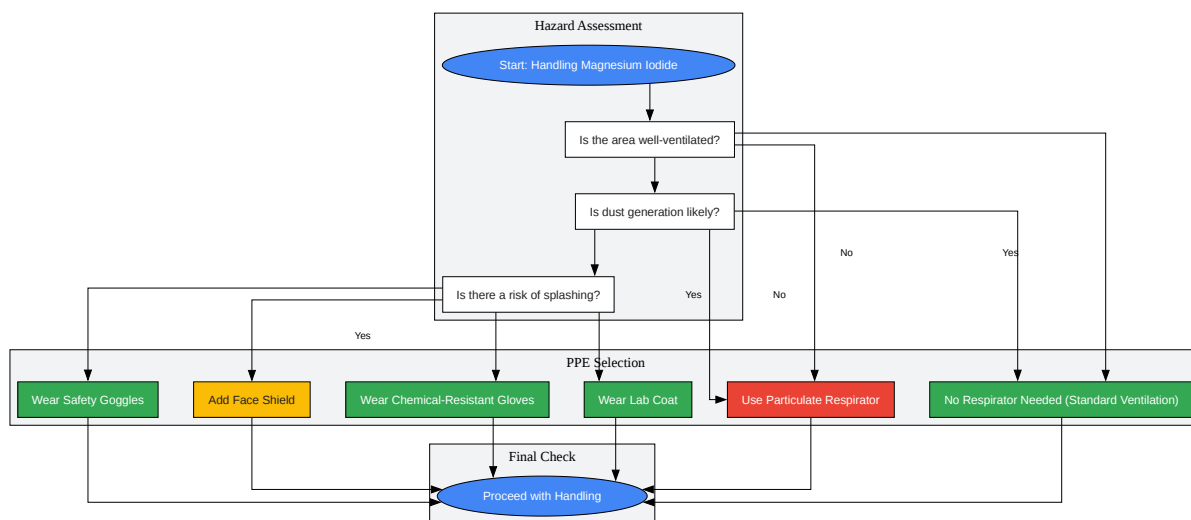 Hazard Assessment
Start: Handling Magnesium Iodide
Is the area well-ventilated?
Is dust generation likely?
No
Yes
Is there a risk of splashing?
Yes
No
Yes
PPE Selection
Wear Safety Goggles
Add Face Shield
Wear Chemical-Resistant Gloves
Wear Lab Coat
Use Particulate Respirator
No Respirator Needed (Standard Ventilation)
Final Check
Proceed with Handling